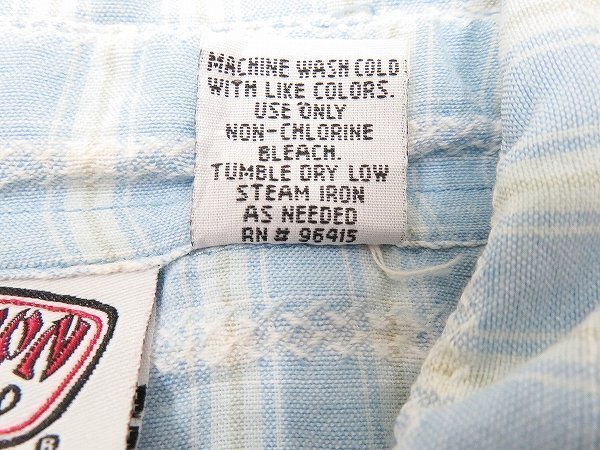 MACHINE WASH COLD
WITH LIKE COLORS.
USE ONLY
NON-CHLORINE
BLEACH.
TUMBLE DRY LOW
STEAM IRON
AS NEEDED
RN # 96415
®